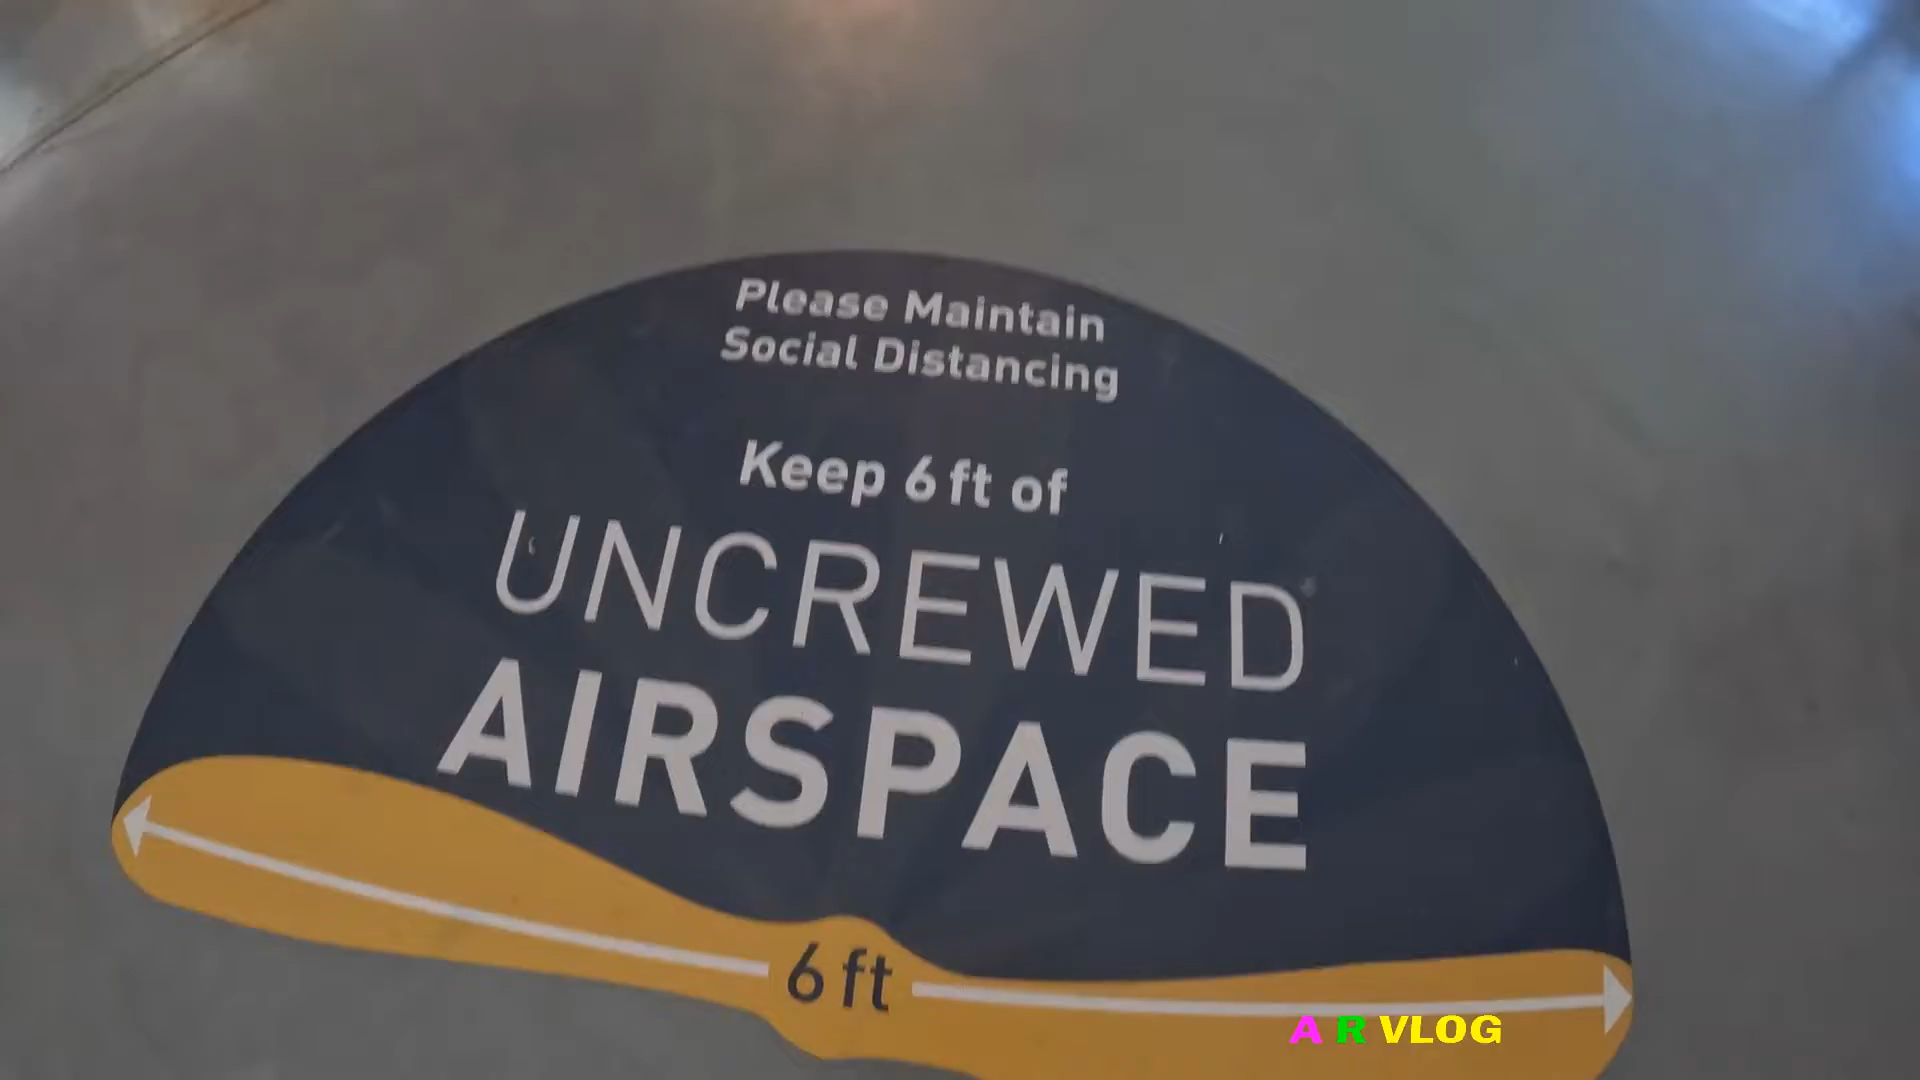 Please Maintain
Social Distancing
Keep 6 ft of
UNCREWED
AIRSPACE
6 ft
A R VLOG